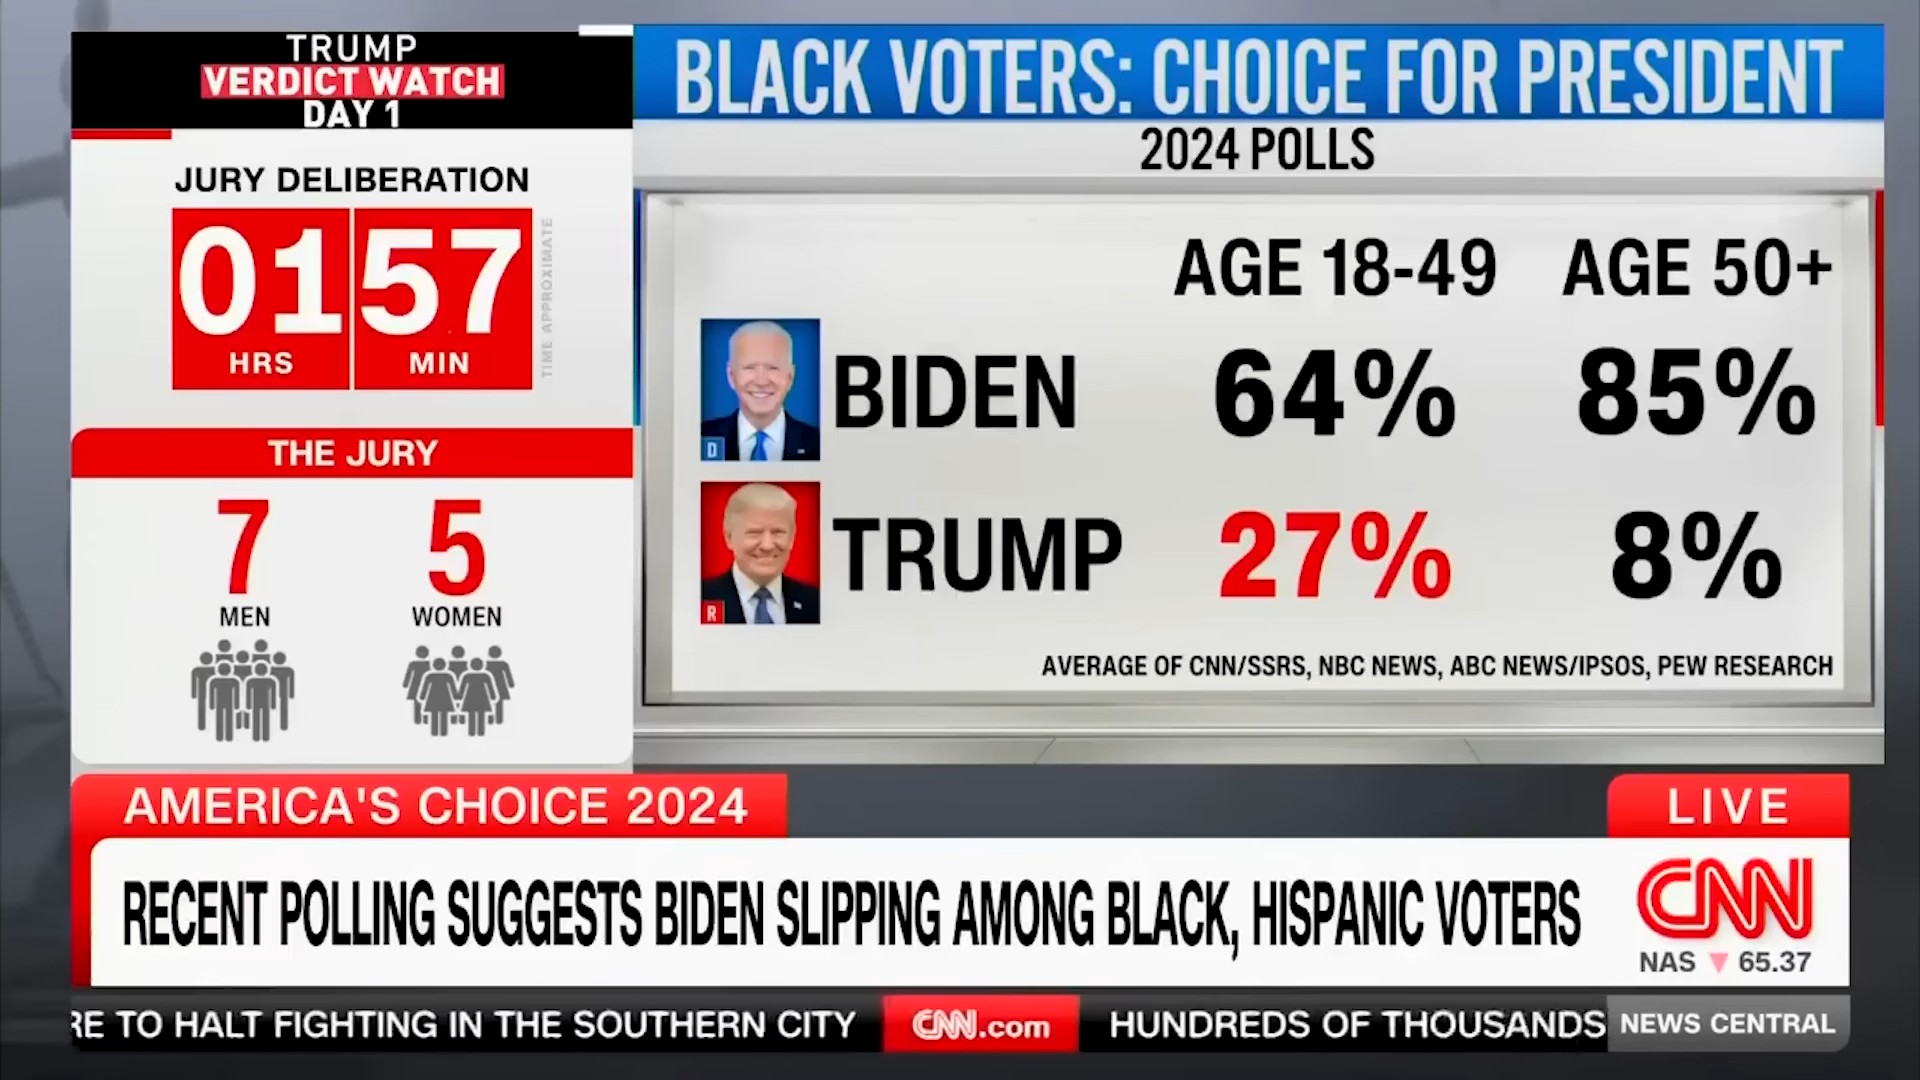 TRUMP
VERDICT WATCH
DAY 1
JURY DELIBERATION
01 57
HRS MIN
TIME APPROXIMATE
THE JURY
7 5
MEN WOMEN
BLACK VOTERS: CHOICE FOR PRESIDENT
2024 POLLS
AGE 18-49 AGE 50+
D
BIDEN 64% 85%
R
TRUMP 27% 8%
AVERAGE OF CNN/SSRS, NBC NEWS, ABC NEWS/IPSOS, PEW RESEARCH
AMERICA'S CHOICE 2024
LIVE
RECENT POLLING SUGGESTS BIDEN SLIPPING AMONG BLACK, HISPANIC VOTERS
CNN
NAS ▼ 65.37
RE TO HALT FIGHTING IN THE SOUTHERN CITY CNN.com HUNDREDS OF THOUSANDS NEWS CENTRAL